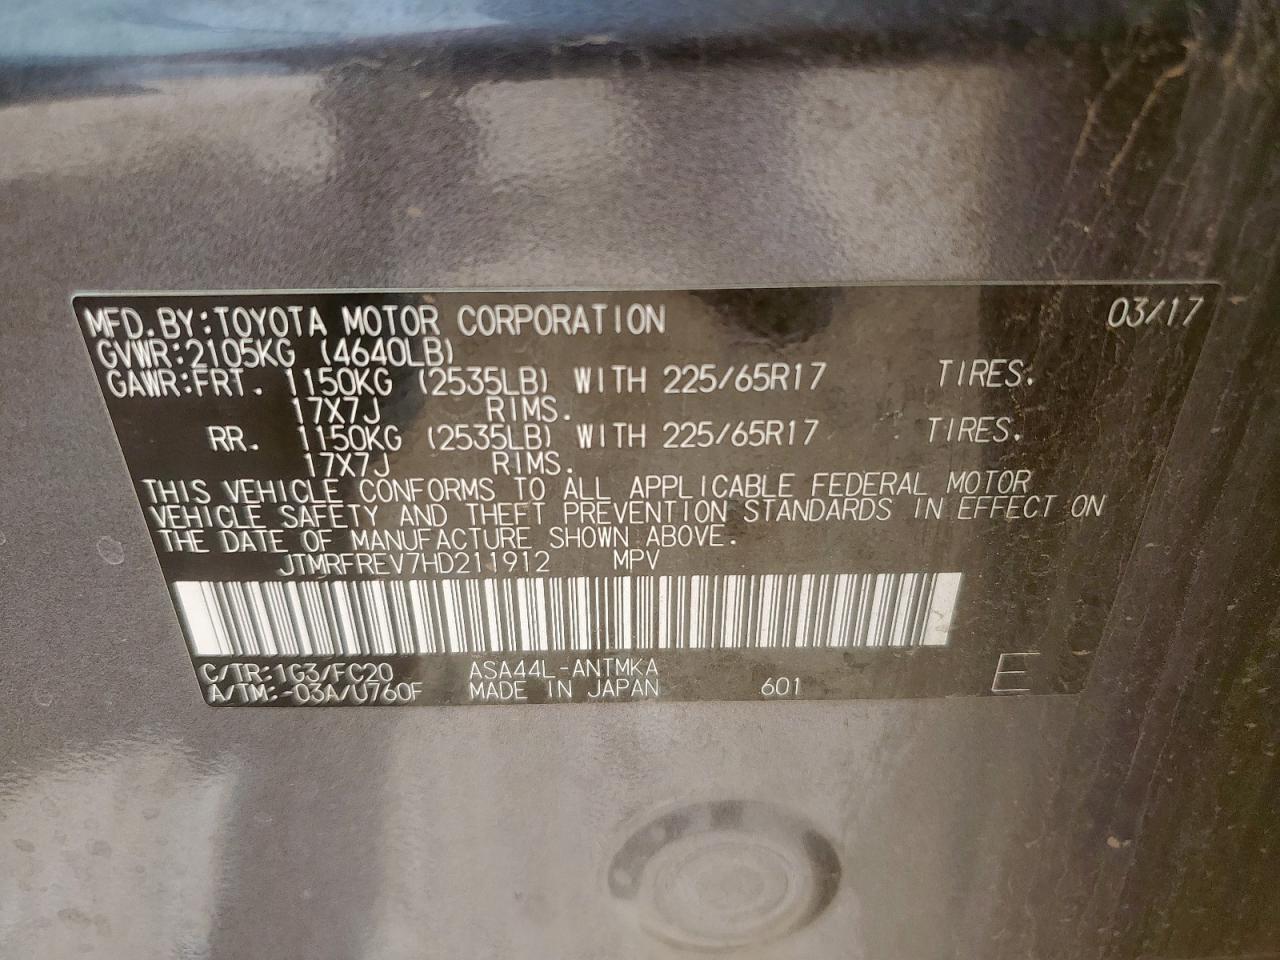 MFD.BY:TOYOTA MOTOR CORPORATION 03/17
GVWR:2105KG (4640LB)
GAWR:FRT. 1150KG (2535LB) WITH 225/65R17 TIRES.
17X7J RIMS.
RR. 1150KG (2535LB) WITH 225/65R17 TIRES.
17X7J RIMS.
THIS VEHICLE CONFORMS TO ALL APPLICABLE FEDERAL MOTOR
VEHICLE SAFETY AND THEFT PREVENTION STANDARDS IN EFFECT ON
THE DATE OF MANUFACTURE SHOWN ABOVE.
JTMRFREV7HD211912 MPV
C/TR:1G3/FC20 ASA44L-ANTMKA
A/TM:-03A/U760F MADE IN JAPAN 601 E